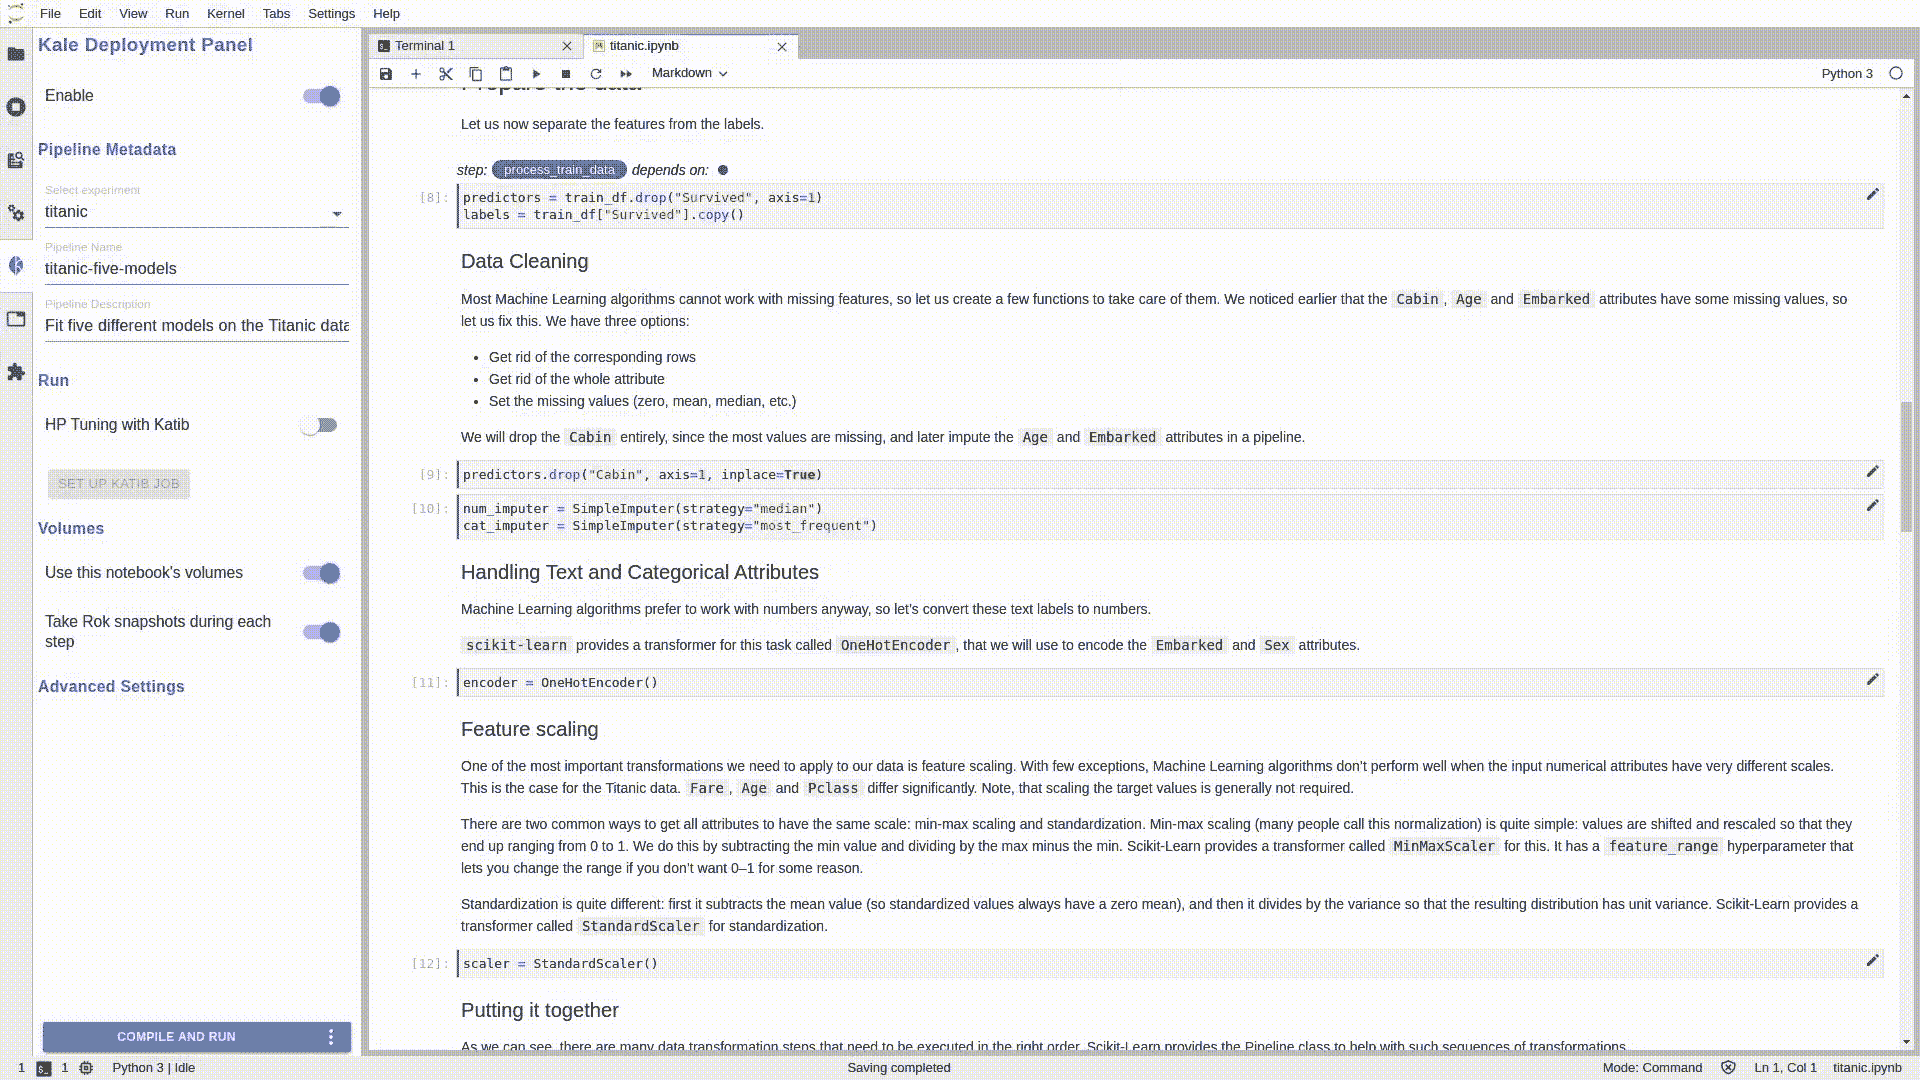 File Edit View Run Kernel Tabs Settings Help
Kale Deployment Panel
Enable
Pipeline Metadata
Select experiment
titanic
Pipeline Name
titanic-five-models
Pipeline Description
Fit five different models on the Titanic data
Run
HP Tuning with Katib
SET UP KATIB JOB
Volumes
Use this notebook's volumes
Take Rok snapshots during each
step
Advanced Settings
COMPILE AND RUN
Terminal 1
titanic.ipynb
Markdown
Python 3
Prepare the data
Let us now separate the features from the labels.
step: process_train_data depends on:
[8]: predictors = train_df.drop("Survived", axis=1)
labels = train_df["Survived"].copy()
Data Cleaning
Most Machine Learning algorithms cannot work with missing features, so let us create a few functions to take care of them. We noticed earlier that the Cabin , Age and Embarked attributes have some missing values, so
let us fix this. We have three options:
• Get rid of the corresponding rows
• Get rid of the whole attribute
• Set the missing values (zero, mean, median, etc.)
We will drop the Cabin entirely, since the most values are missing, and later impute the Age and Embarked attributes in a pipeline.
[9]: predictors.drop("Cabin", axis=1, inplace=True)
[10]: num_imputer = SimpleImputer(strategy="median")
cat_imputer = SimpleImputer(strategy="most_frequent")
Handling Text and Categorical Attributes
Machine Learning algorithms prefer to work with numbers anyway, so let's convert these text labels to numbers.
scikit-learn provides a transformer for this task called OneHotEncoder , that we will use to encode the Embarked and Sex attributes.
[11]: encoder = OneHotEncoder()
Feature scaling
One of the most important transformations we need to apply to our data is feature scaling. With few exceptions, Machine Learning algorithms don't perform well when the input numerical attributes have very different scales.
This is the case for the Titanic data. Fare , Age and Pclass differ significantly. Note, that scaling the target values is generally not required.
There are two common ways to get all attributes to have the same scale: min-max scaling and standardization. Min-max scaling (many people call this normalization) is quite simple: values are shifted and rescaled so that they
end up ranging from 0 to 1. We do this by subtracting the min value and dividing by the max minus the min. Scikit-Learn provides a transformer called MinMaxScaler for this. It has a feature_range hyperparameter that
lets you change the range if you don't want 0–1 for some reason.
Standardization is quite different: first it subtracts the mean value (so standardized values always have a zero mean), and then it divides by the variance so that the resulting distribution has unit variance. Scikit-Learn provides a
transformer called StandardScaler for standardization.
[12]: scaler = StandardScaler()
Putting it together
As we can see, there are many data transformation steps that need to be executed in the right order. Scikit-Learn provides the Pipeline class to help with such sequences of transformations.
1 1 Python 3 | Idle Saving completed Mode: Command Ln 1, Col 1 titanic.ipynb